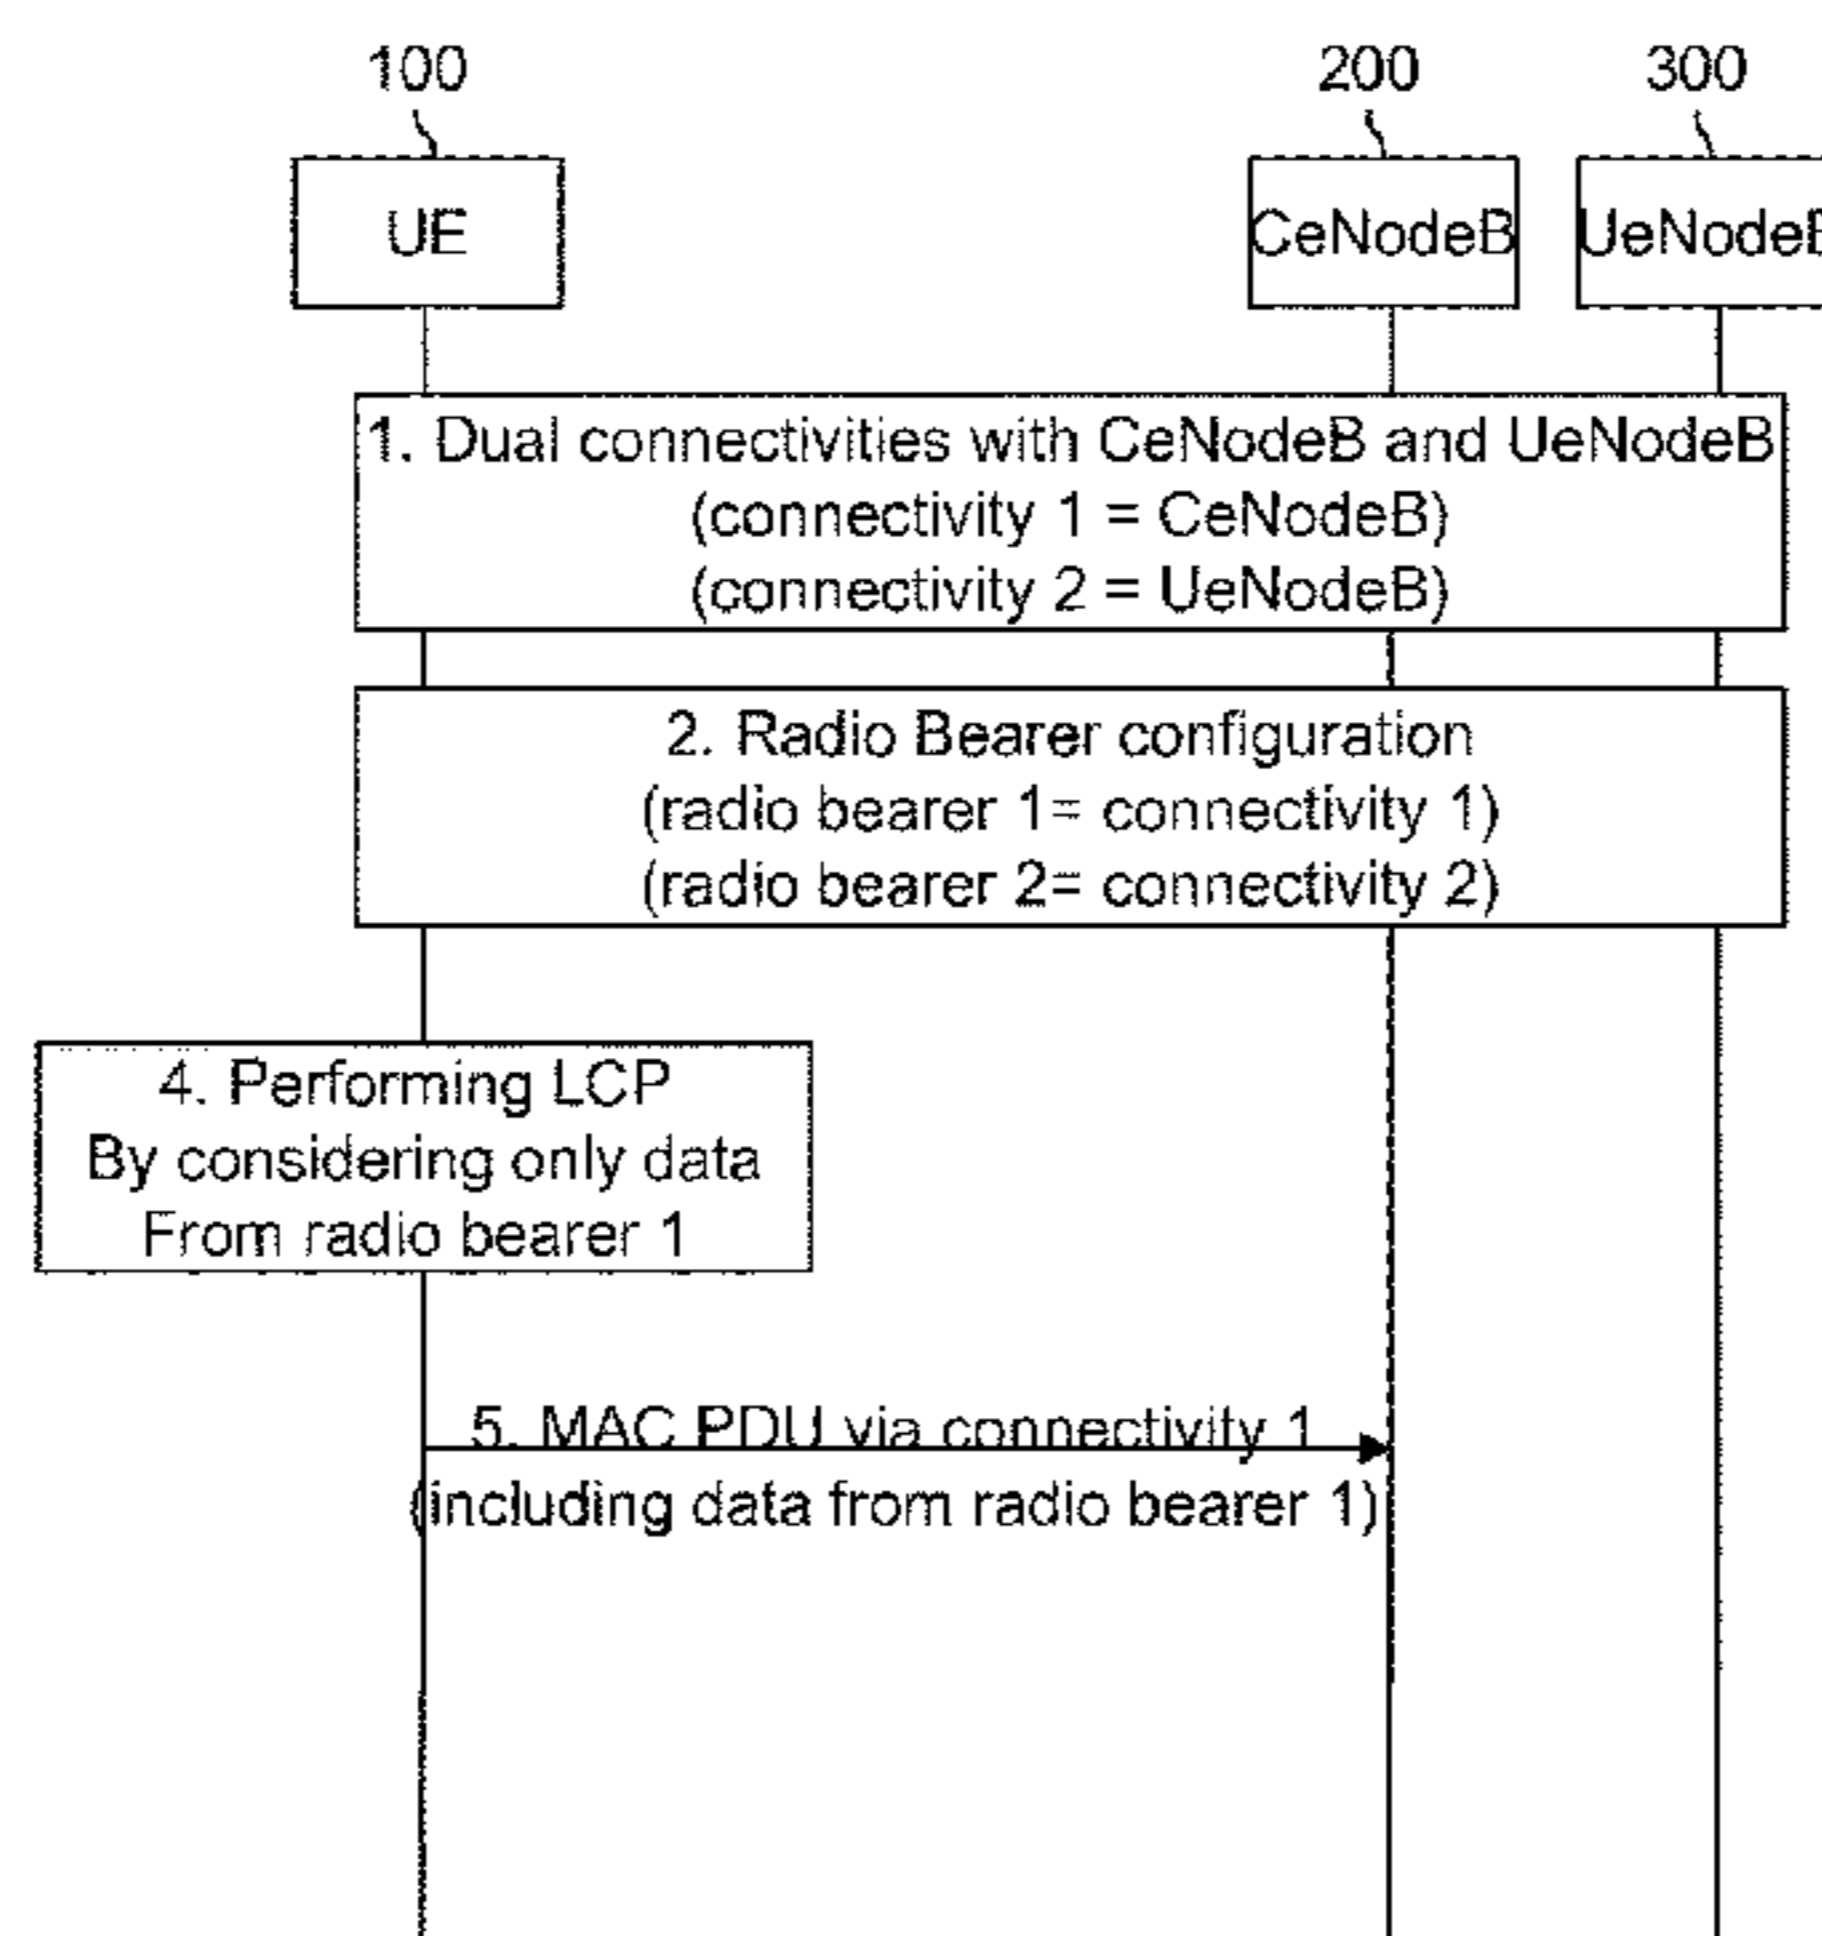 100
200
300
UE
CeNodeB
UeNodeB
1. Dual connectivities with CeNodeB and UeNodeB
(connectivity 1 = CeNodeB)
(connectivity 2 = UeNodeB)
2. Radio Bearer configuration
(radio bearer 1= connectivity 1)
(radio bearer 2= connectivity 2)
4. Performing LCP
By considering only data
From radio bearer 1
5. MAC PDU via connectivity 1
(including data from radio bearer 1)